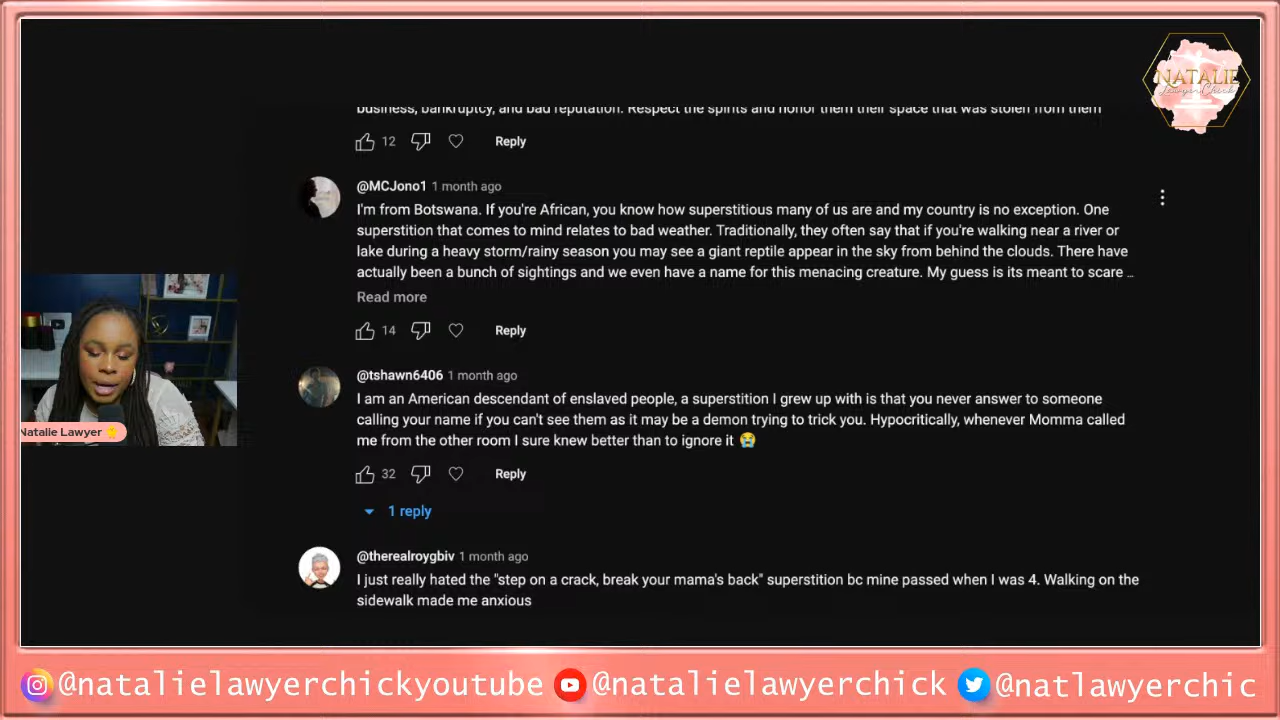 NATALIE
LawyerChick
business, bankruptcy, and bad reputation. Respect the spirits and honor them their space that was stolen from them
12
Reply
@MCJono1 1 month ago
I'm from Botswana. If you're African, you know how superstitious many of us are and my country is no exception. One
superstition that comes to mind relates to bad weather. Traditionally, they often say that if you're walking near a river or
lake during a heavy storm/rainy season you may see a giant reptile appear in the sky from behind the clouds. There have
actually been a bunch of sightings and we even have a name for this menacing creature. My guess is its meant to scare ...
Read more
14
Reply
@tshawn6406 1 month ago
I am an American descendant of enslaved people, a superstition I grew up with is that you never answer to someone
calling your name if you can't see them as it may be a demon trying to trick you. Hypocritically, whenever Momma called
me from the other room I sure knew better than to ignore it 😭
32
Reply
1 reply
@therealroygbiv 1 month ago
I just really hated the "step on a crack, break your mama's back" superstition bc mine passed when I was 4. Walking on the
sidewalk made me anxious
Natalie Lawyer
@natalielawyerchickyoutube @natalielawyerchick @natlawyerchic